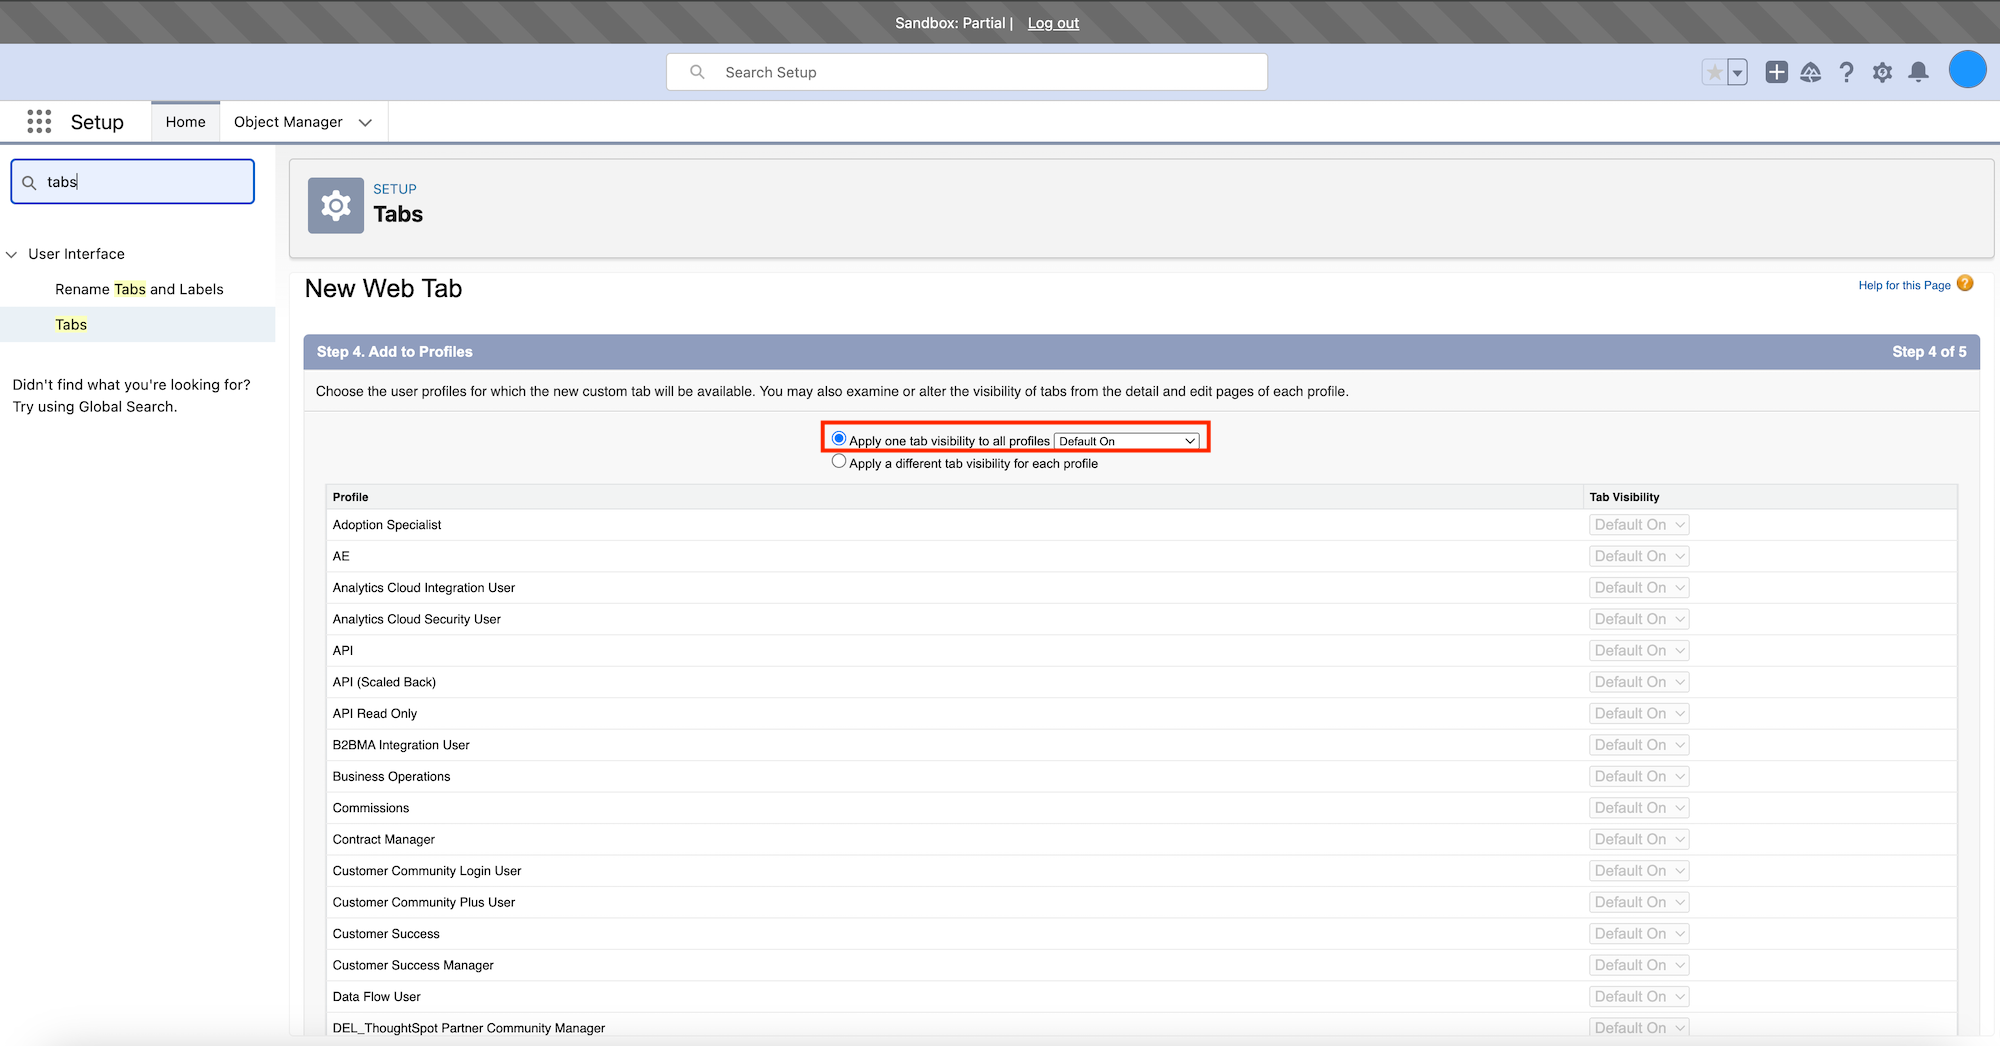 Sandbox: Partial | Log out
Search Setup
Setup
Home
Object Manager
tabs
User Interface
Rename Tabs and Labels
Tabs
Didn't find what you're looking for?
Try using Global Search.
SETUP
Tabs
New Web Tab
Help for this Page ?
Step 4. Add to Profiles
Step 4 of 5
Choose the user profiles for which the new custom tab will be available. You may also examine or alter the visibility of tabs from the detail and edit pages of each profile.
Apply one tab visibility to all profiles Default On
Apply a different tab visibility for each profile
Profile Tab Visibility
Adoption Specialist Default On
AE Default On
Analytics Cloud Integration User Default On
Analytics Cloud Security User Default On
API Default On
API (Scaled Back) Default On
API Read Only Default On
B2BMA Integration User Default On
Business Operations Default On
Commissions Default On
Contract Manager Default On
Customer Community Login User Default On
Customer Community Plus User Default On
Customer Success Default On
Customer Success Manager Default On
Data Flow User Default On
DEL_ThoughtSpot Partner Community Manager Default On